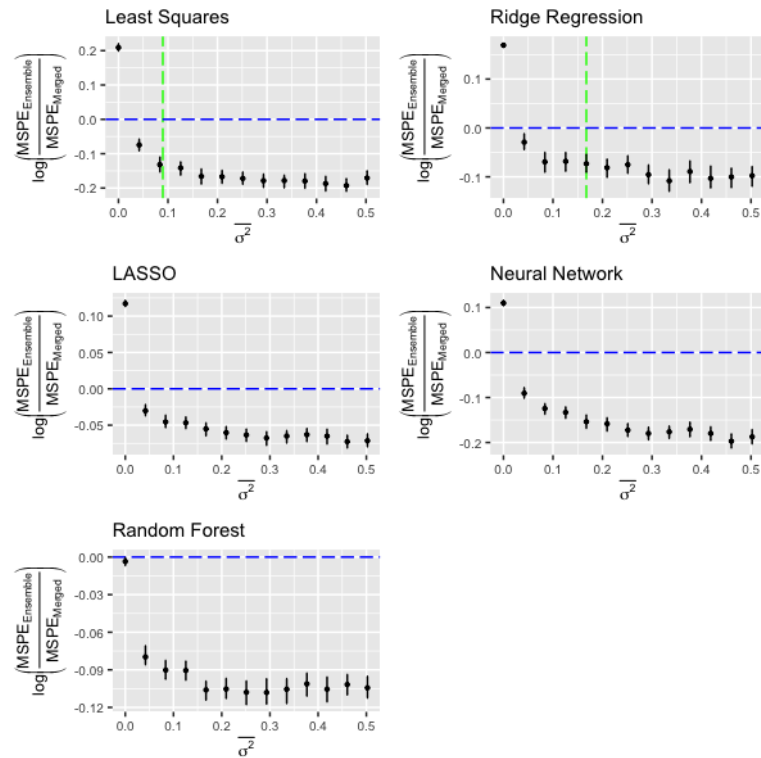 Least Squares
log(MSPE_Ensemble / MSPE_Merged)
0.2
0.1
0.0
-0.1
-0.2
0.0 0.1 0.2 0.3 0.4 0.5
σ²
Ridge Regression
log(MSPE_Ensemble / MSPE_Merged)
0.1
0.0
-0.1
0.0 0.1 0.2 0.3 0.4 0.5
σ²
LASSO
log(MSPE_Ensemble / MSPE_Merged)
0.10
0.05
0.00
-0.05
0.0 0.1 0.2 0.3 0.4 0.5
σ²
Neural Network
log(MSPE_Ensemble / MSPE_Merged)
0.1
0.0
-0.1
-0.2
0.0 0.1 0.2 0.3 0.4 0.5
σ²
Random Forest
log(MSPE_Ensemble / MSPE_Merged)
0.00
-0.03
-0.06
-0.09
-0.12
0.0 0.1 0.2 0.3 0.4 0.5
σ²